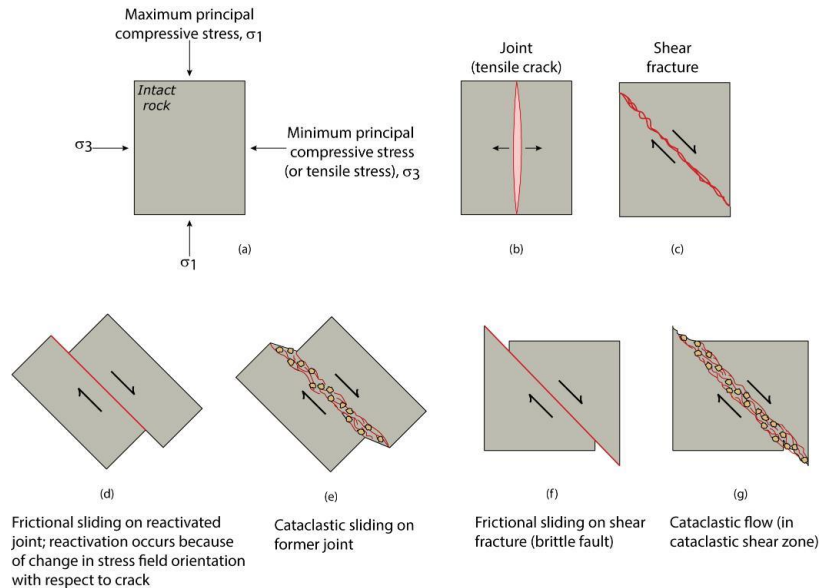 Maximum principal
compressive stress, σ1
Intact
rock
σ3
Minimum principal
compressive stress
(or tensile stress), σ3
σ1
(a)
Joint
(tensile crack)
(b)
Shear
fracture
(c)
(d)
Frictional sliding on reactivated
joint; reactivation occurs because
of change in stress field orientation
with respect to crack
(e)
Cataclastic sliding on
former joint
(f)
Frictional sliding on shear
fracture (brittle fault)
(g)
Cataclastic flow (in
cataclastic shear zone)